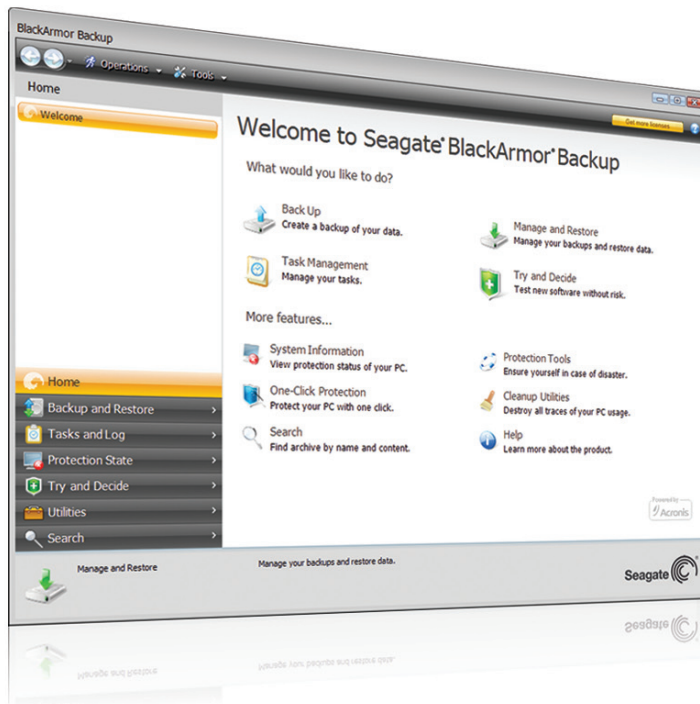 BlackArmor Backup
Operations
Tools
Home
Get more licenses
Welcome
Welcome to Seagate® BlackArmor® Backup
What would you like to do?
Back Up
Create a backup of your data.
Manage and Restore
Manage your backups and restore data.
Task Management
Manage your tasks.
Try and Decide
Test new software without risk.
More features...
System Information
View protection status of your PC.
Protection Tools
Ensure yourself in case of disaster.
One-Click Protection
Protect your PC with one click.
Cleanup Utilities
Destroy all traces of your PC usage.
Search
Find archive by name and content.
Help
Learn more about the product.
Home
Backup and Restore
Tasks and Log
Protection State
Try and Decide
Utilities
Search
Powered by
Acronis
Manage and Restore
Manage your backups and restore data.
Seagate